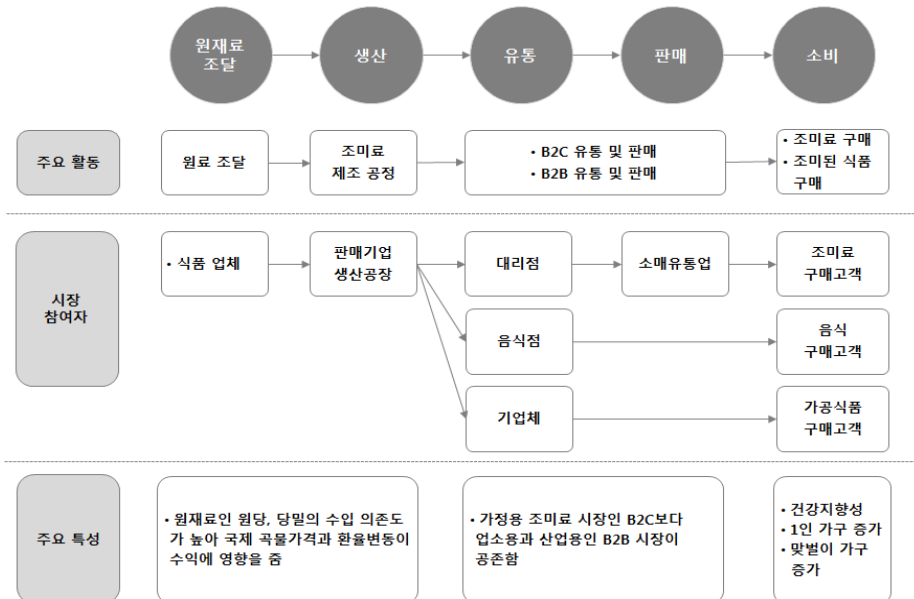 원재료
조달
생산
유통
판매
소비
주요 활동
원료 조달
조미료
제조 공정
• B2C 유통 및 판매
• B2B 유통 및 판매
• 조미료 구매
• 조미된 식품
구매
시장
참여자
• 식품 업체
판매기업
생산공장
대리점
소매유통업
조미료
구매고객
음식점
음식
구매고객
기업체
가공식품
구매고객
주요 특성
• 원재료인 원당, 당밀의 수입 의존도
가 높아 국제 곡물가격과 환율변동이
수익에 영향을 줌
• 가정용 조미료 시장인 B2C보다
업소용과 산업용인 B2B 시장이
공존함
• 건강지향성
• 1인 가구 증가
• 맞벌이 가구
증가